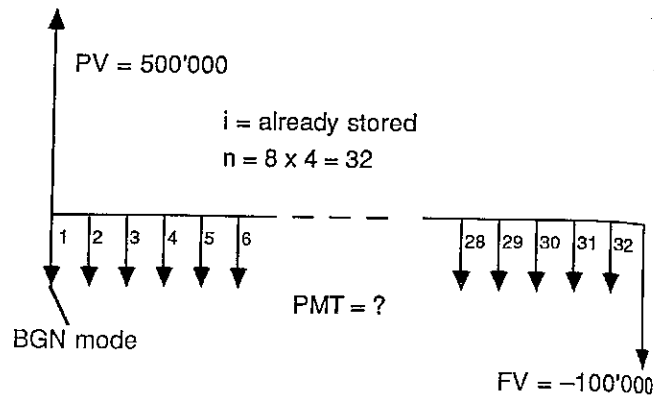 PV = 500'000
i = already stored
n = 8 x 4 = 32
1 2 3 4 5 6 28 29 30 31 32
PMT = ?
BGN mode
FV = –100'000